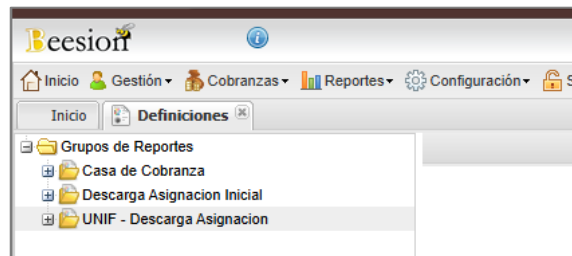 Beesion
Inicio Gestión Cobranzas Reportes Configuración S
Inicio Definiciones
Grupos de Reportes
Casa de Cobranza
Descarga Asignacion Inicial
UNIF - Descarga Asignacion